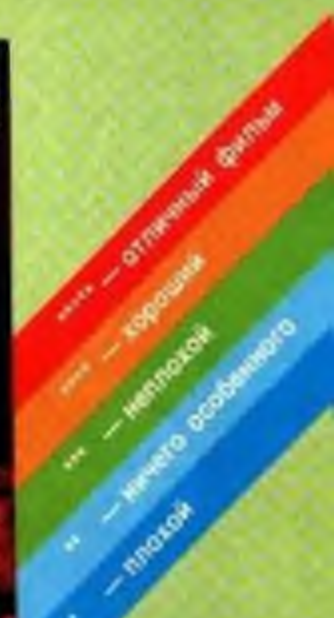 ***** — отличный фильм
**** — хороший
*** — неплохой
** — ничего особенного
* — плохой